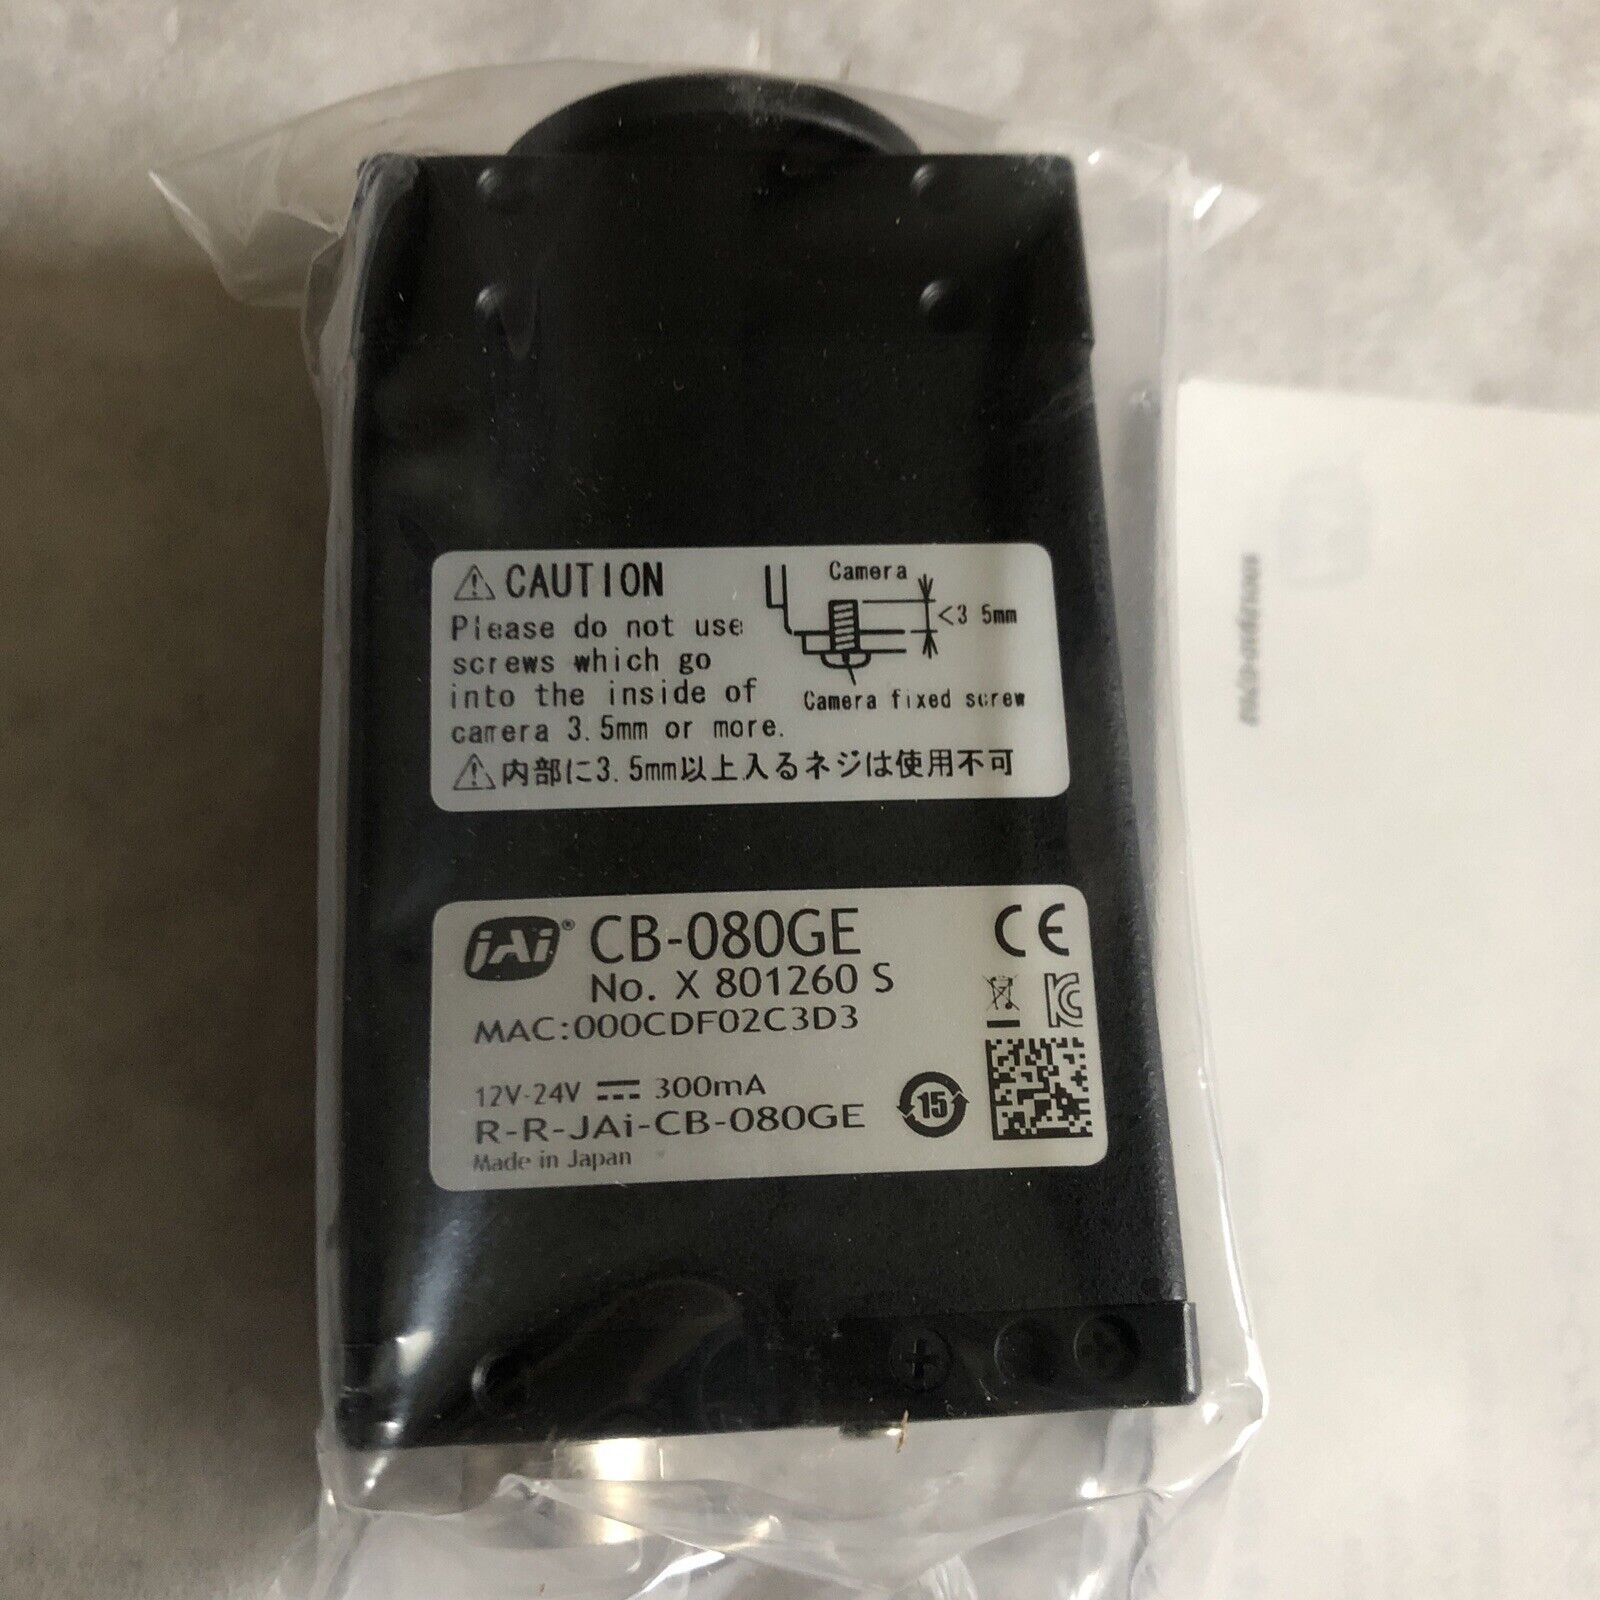 CAUTION
Please do not use
screws which go
into the inside of
camera 3.5mm or more.
Camera
<3 5mm
Camera fixed screw
内部に3.5mm以上入るネジは使用不可
JAi® CB-080GE
No. X 801260 S
MAC:000CDF02C3D3
12V-24V 300mA
R-R-JAi-CB-080GE
Made in Japan
CE
15